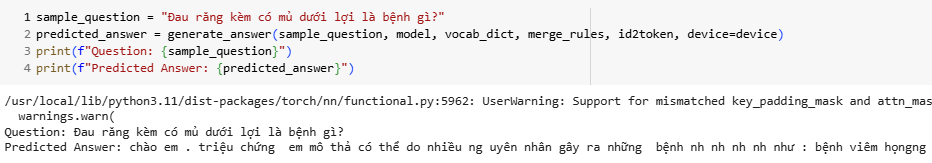 1 sample_question = "Đau răng kèm có mủ dưới lợi là bệnh gì?"
2 predicted_answer = generate_answer(sample_question, model, vocab_dict, merge_rules, id2token, device=device)
3 print(f"Question: {sample_question}")
4 print(f"Predicted Answer: {predicted_answer}")
/usr/local/lib/python3.11/dist-packages/torch/nn/functional.py:5962: UserWarning: Support for mismatched key_padding_mask and attn_mas
warnings.warn(
Question: Đau răng kèm có mủ dưới lợi là bệnh gì?
Predicted Answer: chào em . triệu chứng  em mô thả có thể do nhiều ng uyên nhân gây ra những  bệnh nh nh nh nh như : bệnh viêm họngng